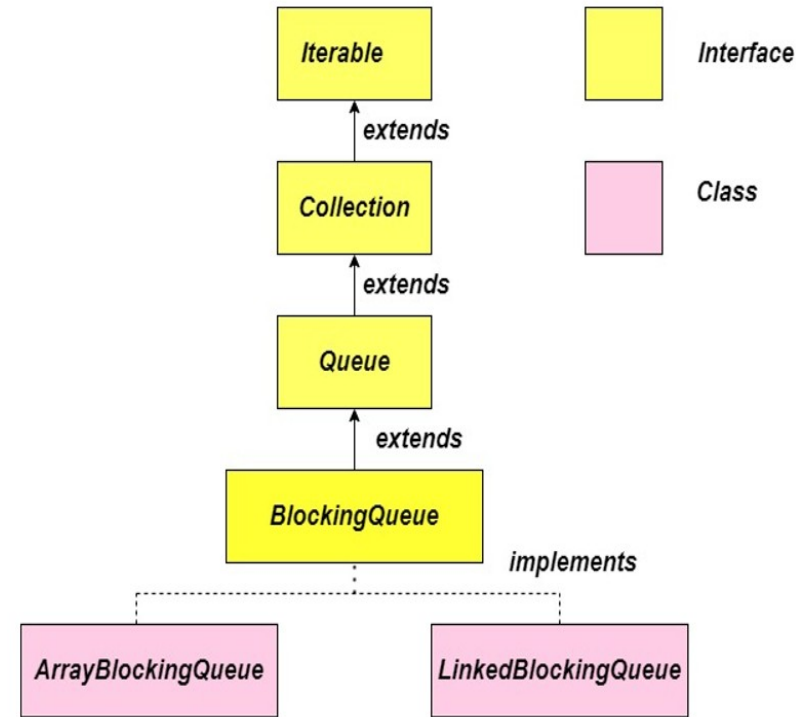 Iterable
Interface
extends
Collection
Class
extends
Queue
extends
BlockingQueue
implements
ArrayBlockingQueue
LinkedBlockingQueue